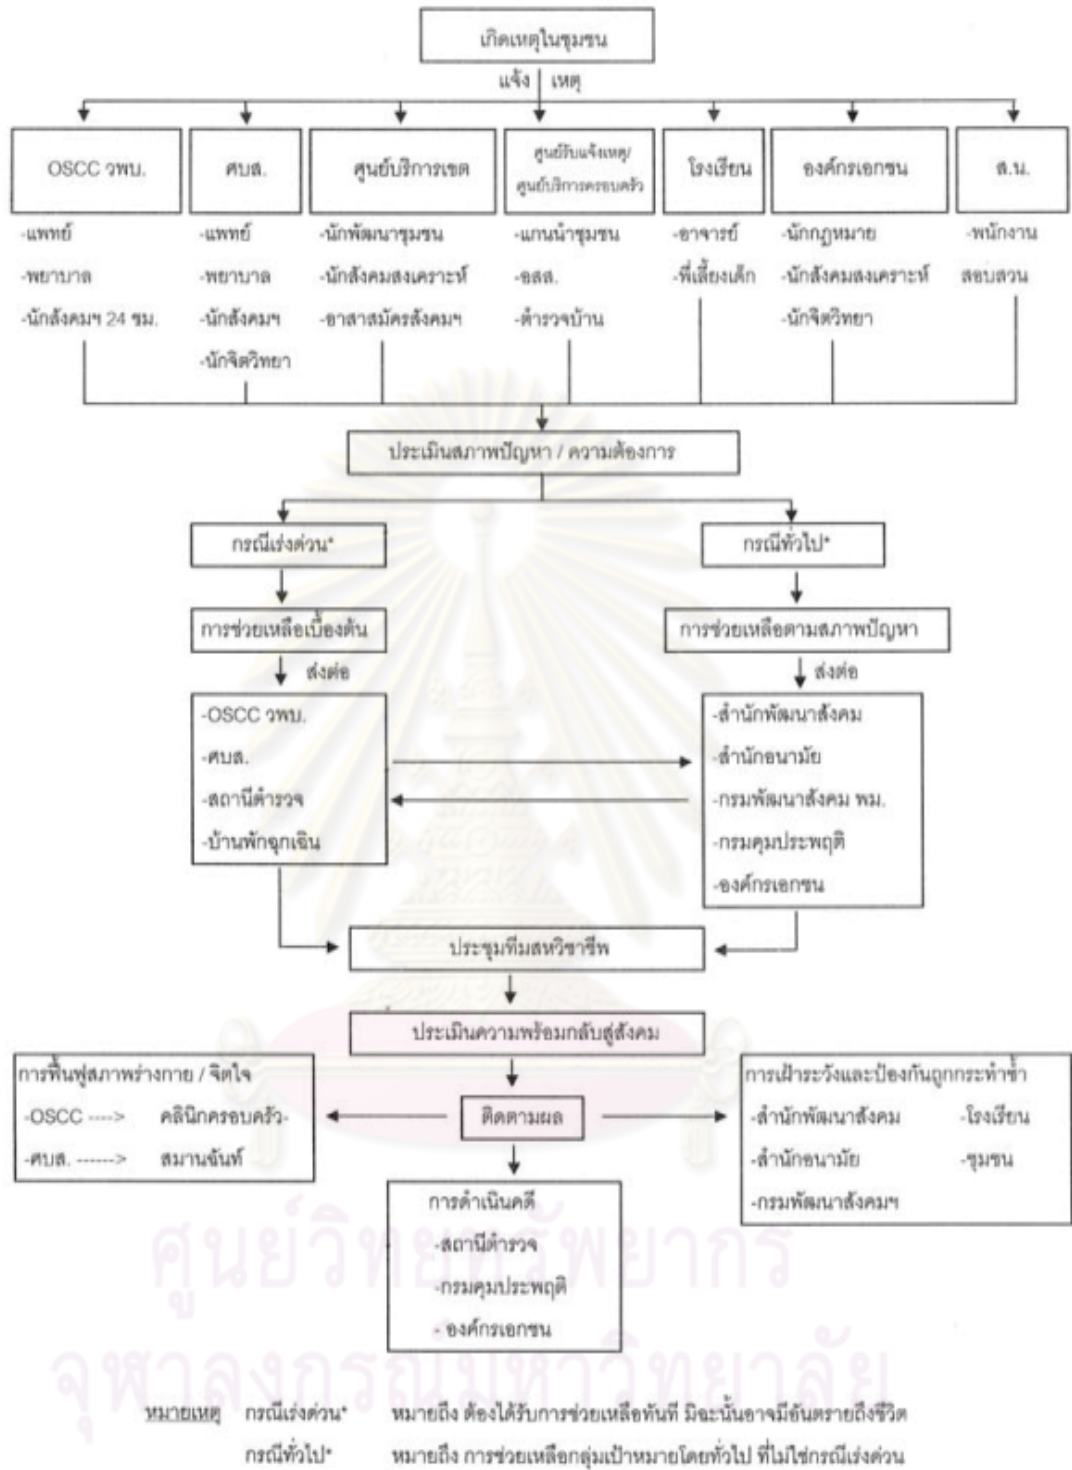 เกิดเหตุในชุมชน
แจ้ง เหตุ
OSCC วพบ.
ศบส.
ศูนย์บริการเขต
ศูนย์รับแจ้งเหตุ/
ศูนย์บริการครอบครัว
โรงเรียน
องค์กรเอกชน
ส.น.
-แพทย์
-พยาบาล
-นักสังคมฯ 24 ชม.
-แพทย์
-พยาบาล
-นักสังคมฯ
-นักจิตวิทยา
-นักพัฒนาชุมชน
-นักสังคมสงเคราะห์
-อาสาสมัครสังคมฯ
-แกนนำชุมชน
-อสส.
-ตำรวจบ้าน
-อาจารย์
-พี่เลี้ยงเด็ก
-นักกฎหมาย
-นักสังคมสงเคราะห์
-นักจิตวิทยา
-พนักงาน
สอบสวน
ประเมินสภาพปัญหา / ความต้องการ
กรณีเร่งด่วน*
กรณีทั่วไป*
การช่วยเหลือเบื้องต้น
การช่วยเหลือตามสภาพปัญหา
ส่งต่อ
ส่งต่อ
-OSCC วพบ.
-ศบส.
-สถานีตำรวจ
-บ้านพักฉุกเฉิน
-สำนักพัฒนาสังคม
-สำนักอนามัย
-กรมพัฒนาสังคม พม.
-กรมคุมประพฤติ
-องค์กรเอกชน
ประชุมทีมสหวิชาชีพ
ประเมินความพร้อมกลับสู่สังคม
การฟื้นฟูสภาพร่างกาย / จิตใจ
-OSCC ----> คลินิกครอบครัว-
-ศบส. ------> สมานฉันท์
ติดตามผล
การเฝ้าระวังและป้องกันถูกกระทำซ้ำ
-สำนักพัฒนาสังคม -โรงเรียน
-สำนักอนามัย -ชุมชน
-กรมพัฒนาสังคมฯ
การดำเนินคดี
-สถานีตำรวจ
-กรมคุมประพฤติ
- องค์กรเอกชน
ศูนย์วิทยทรัพยากร
จุฬาลงกรณ์มหาวิทยาลัย
หมายเหตุ กรณีเร่งด่วน* หมายถึง ต้องได้รับการช่วยเหลือทันที มิฉะนั้นอาจมีอันตรายถึงชีวิต
กรณีทั่วไป* หมายถึง การช่วยเหลือกลุ่มเป้าหมายโดยทั่วไป ที่ไม่ใช่กรณีเร่งด่วน